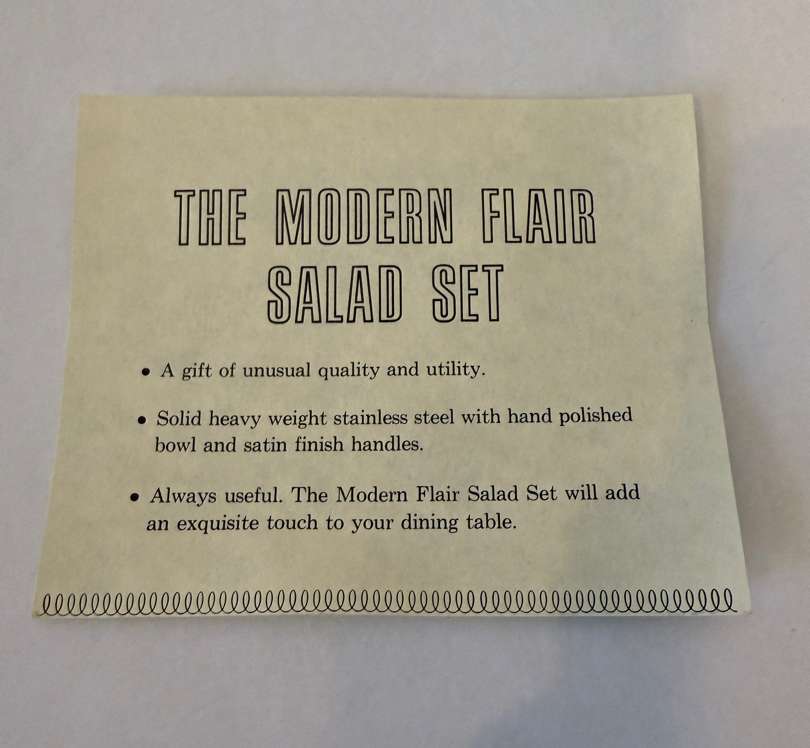 THE MODERN FLAIR
SALAD SET
• A gift of unusual quality and utility.
• Solid heavy weight stainless steel with hand polished
bowl and satin finish handles.
• Always useful. The Modern Flair Salad Set will add
an exquisite touch to your dining table.